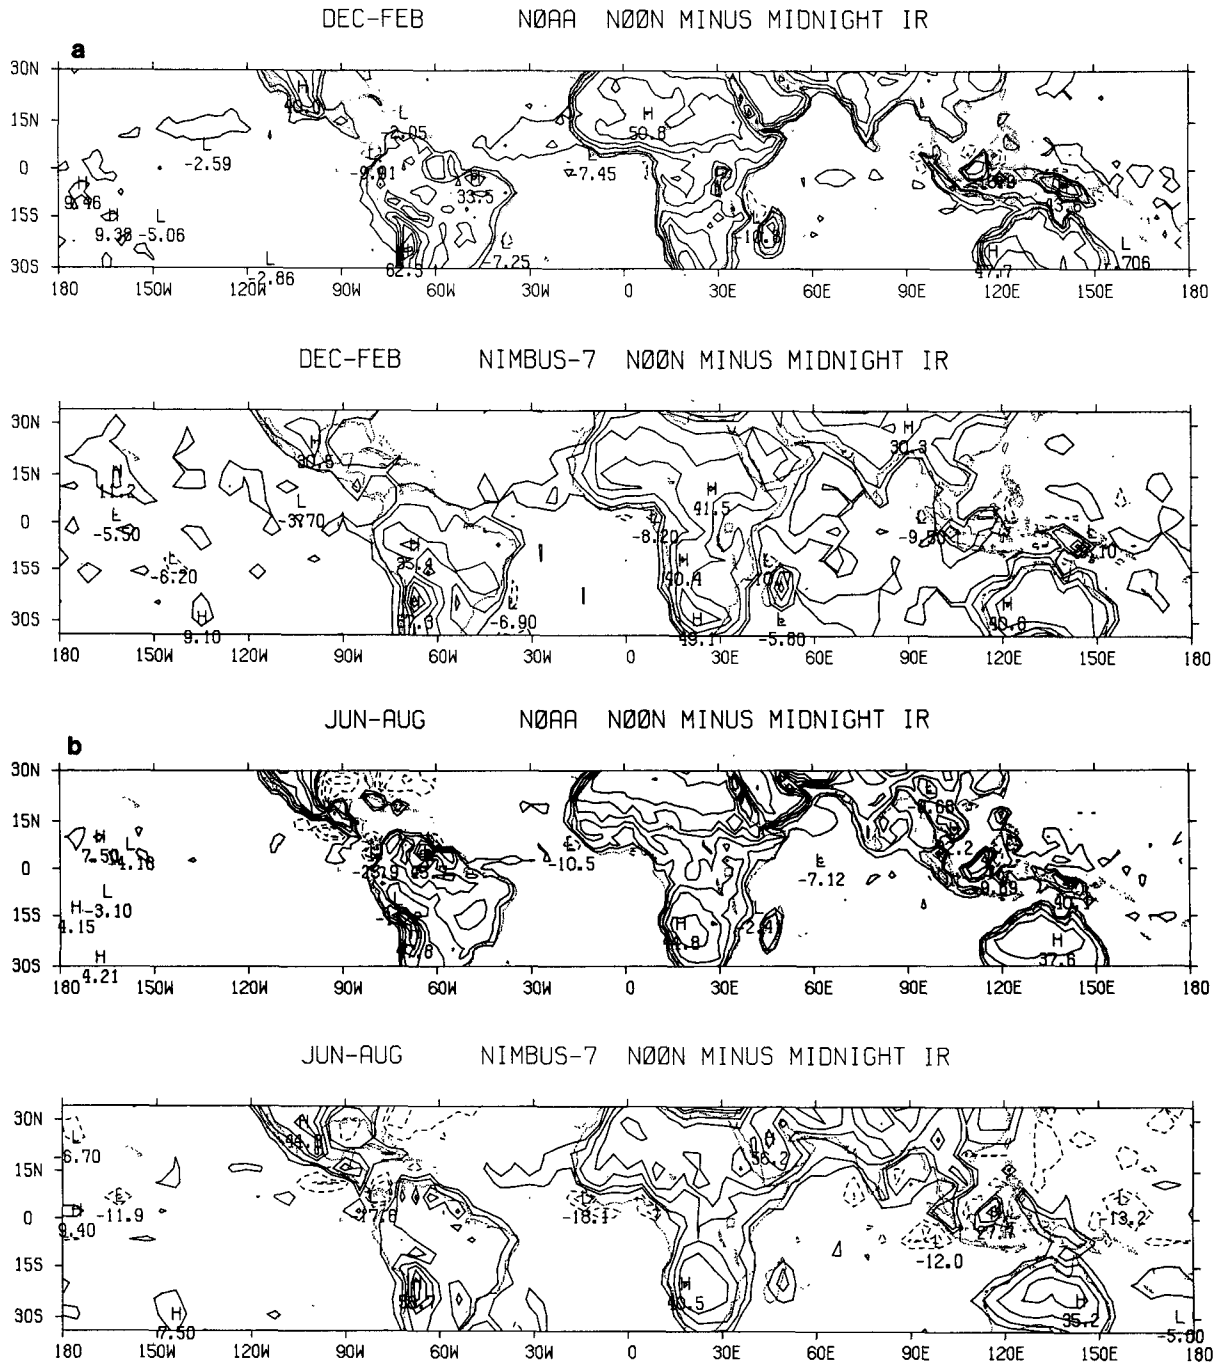 DEC-FEB NØAA NØØN MINUS MIDNIGHT IR
a
30N
15N
0
15S
30S
-2.05
-2.59
50.8
-7.45
33.5
9.46
9.38 -5.06
-7.25
-2.86
62.5
47.7
180 150W 120W 90W 60W 30W 0 30E 60E 90E 120E 150E 180
DEC-FEB NIMBUS-7 NØØN MINUS MIDNIGHT IR
30N
15N
0
15S
30S
30.3
11.2
41.5
-5.50
-8.20
-6.20
-6.90
9.10
49.1
-5.80
180 150W 120W 90W 60W 30W 0 30E 60E 90E 120E 150E 180
JUN-AUG NØAA NØØN MINUS MIDNIGHT IR
b
30N
15N
0
15S
30S
-10.5
-7.12
-3.10
4.15
4.21
37.6
180 150W 120W 90W 60W 30W 0 30E 60E 90E 120E 150E 180
JUN-AUG NIMBUS-7 NØØN MINUS MIDNIGHT IR
30N
15N
0
15S
30S
6.70
56.2
-11.9
9.40
-18.1
-13.2
-12.0
40.5
7.50
35.2
-5.00
180 150W 120W 90W 60W 30W 0 30E 60E 90E 120E 150E 180